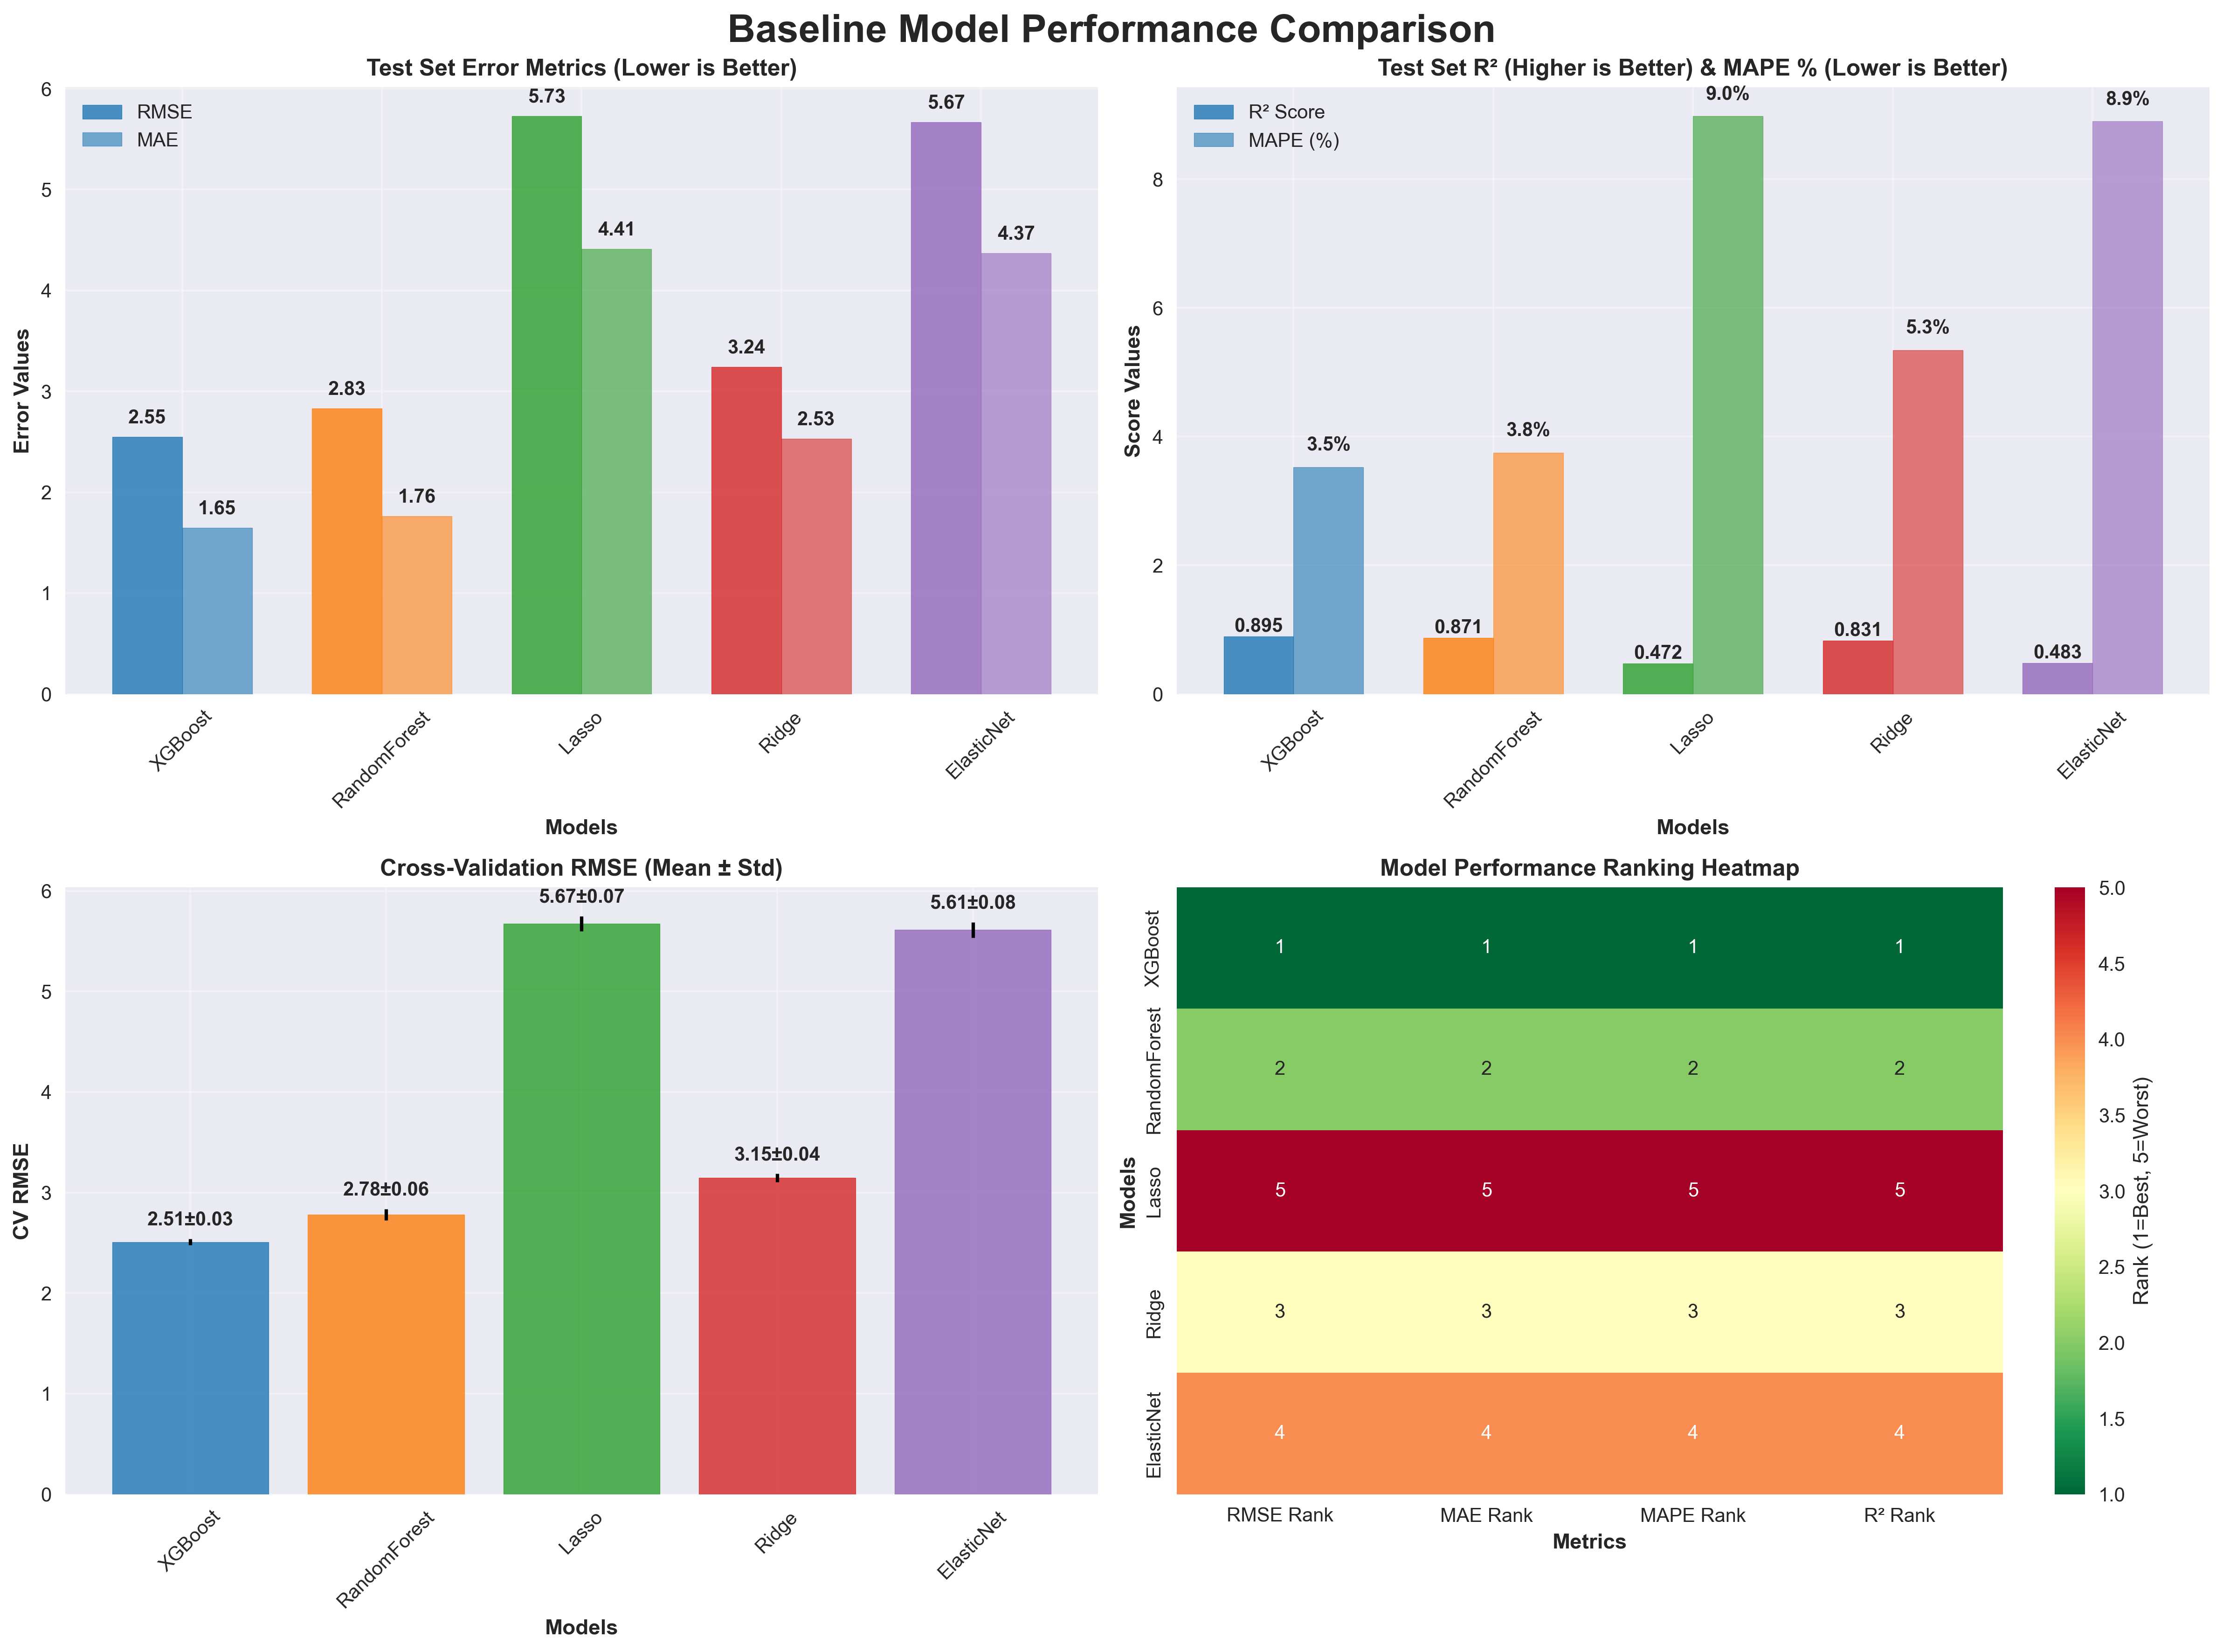 Baseline Model Performance Comparison
Test Set Error Metrics (Lower is Better)
RMSE
MAE
Error Values
6
5
4
3
2
1
0
2.55
1.65
2.83
1.76
5.73
4.41
3.24
2.53
5.67
4.37
XGBoost
RandomForest
Lasso
Ridge
ElasticNet
Models
Test Set R² (Higher is Better) & MAPE % (Lower is Better)
R² Score
MAPE (%)
Score Values
8
6
4
2
0
0.895
3.5%
0.871
3.8%
0.472
9.0%
0.831
5.3%
0.483
8.9%
XGBoost
RandomForest
Lasso
Ridge
ElasticNet
Models
Cross-Validation RMSE (Mean ± Std)
CV RMSE
6
5
4
3
2
1
0
2.51±0.03
2.78±0.06
5.67±0.07
3.15±0.04
5.61±0.08
XGBoost
RandomForest
Lasso
Ridge
ElasticNet
Models
Model Performance Ranking Heatmap
Models
XGBoost
1 1 1 1
RandomForest
2 2 2 2
Lasso
5 5 5 5
Ridge
3 3 3 3
ElasticNet
4 4 4 4
RMSE Rank
MAE Rank
MAPE Rank
R² Rank
Metrics
5.0
4.5
4.0
3.5
3.0
2.5
2.0
1.5
1.0
Rank (1=Best, 5=Worst)